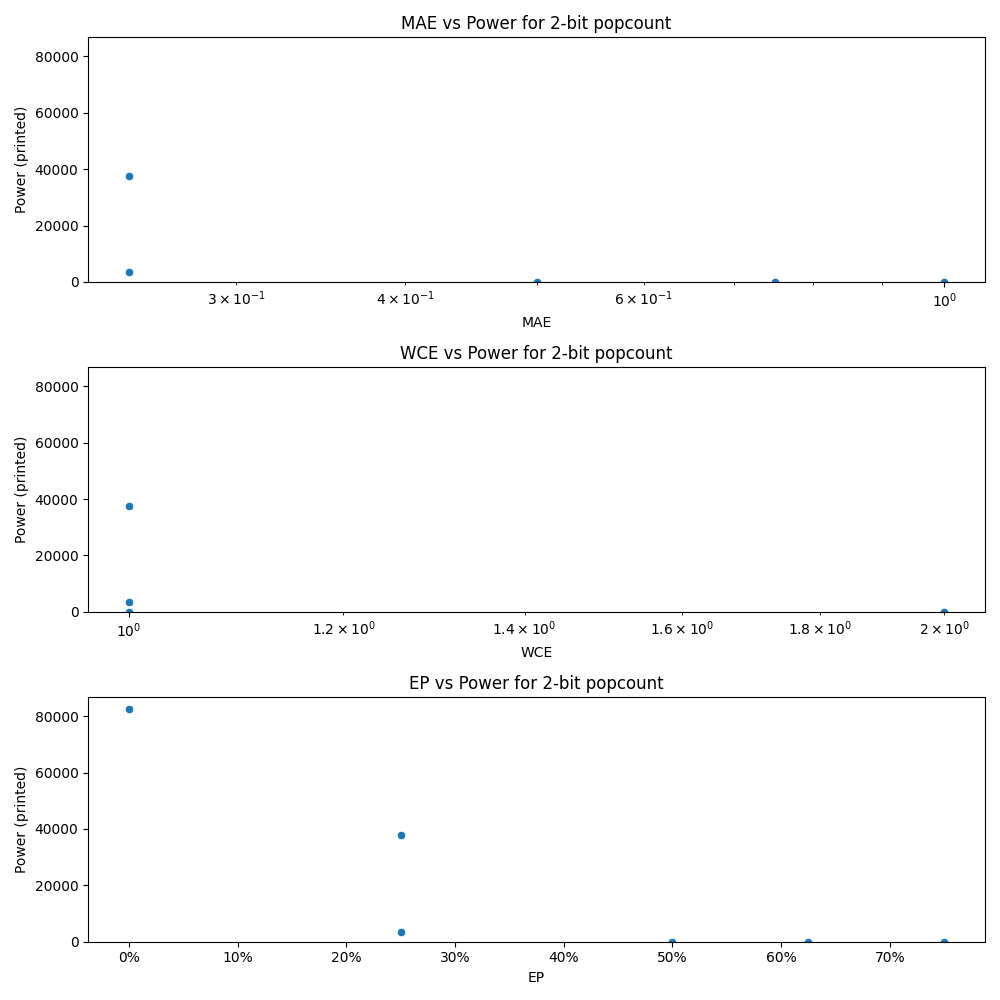 MAE vs Power for 2-bit popcount
80000
60000
40000
20000
0
Power (printed)
3 × 10⁻¹ 4 × 10⁻¹ 6 × 10⁻¹ 10⁰
MAE
WCE vs Power for 2-bit popcount
80000
60000
40000
20000
0
Power (printed)
10⁰ 1.2 × 10⁰ 1.4 × 10⁰ 1.6 × 10⁰ 1.8 × 10⁰ 2 × 10⁰
WCE
EP vs Power for 2-bit popcount
80000
60000
40000
20000
0
Power (printed)
0% 10% 20% 30% 40% 50% 60% 70%
EP